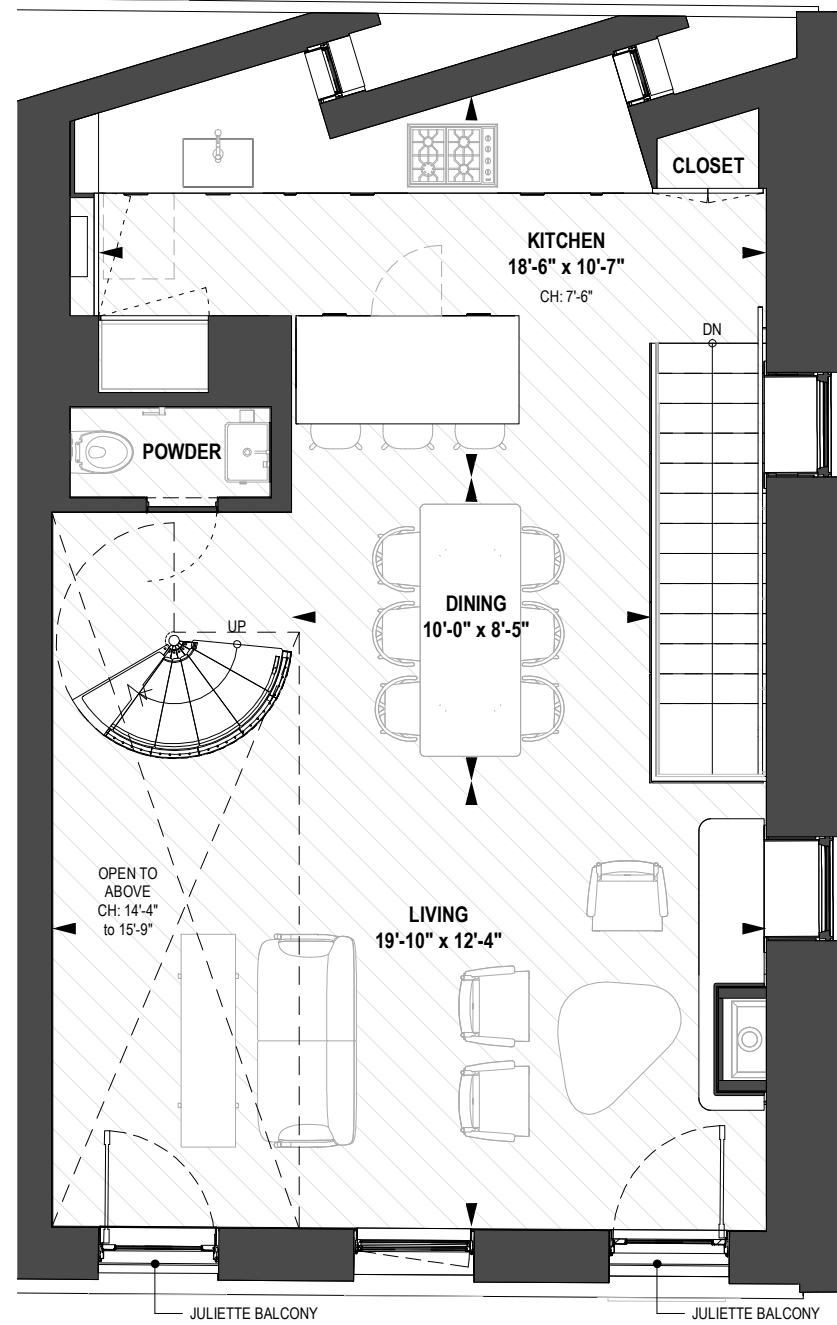 CLOSET
KITCHEN
18'-6" x 10'-7"
CH: 7'-6"
DN
POWDER
DINING
10'-0" x 8'-5"
UP
OPEN TO
ABOVE
CH: 14'-4"
to 15'-9"
LIVING
19'-10" x 12'-4"
JULIETTE BALCONY
JULIETTE BALCONY